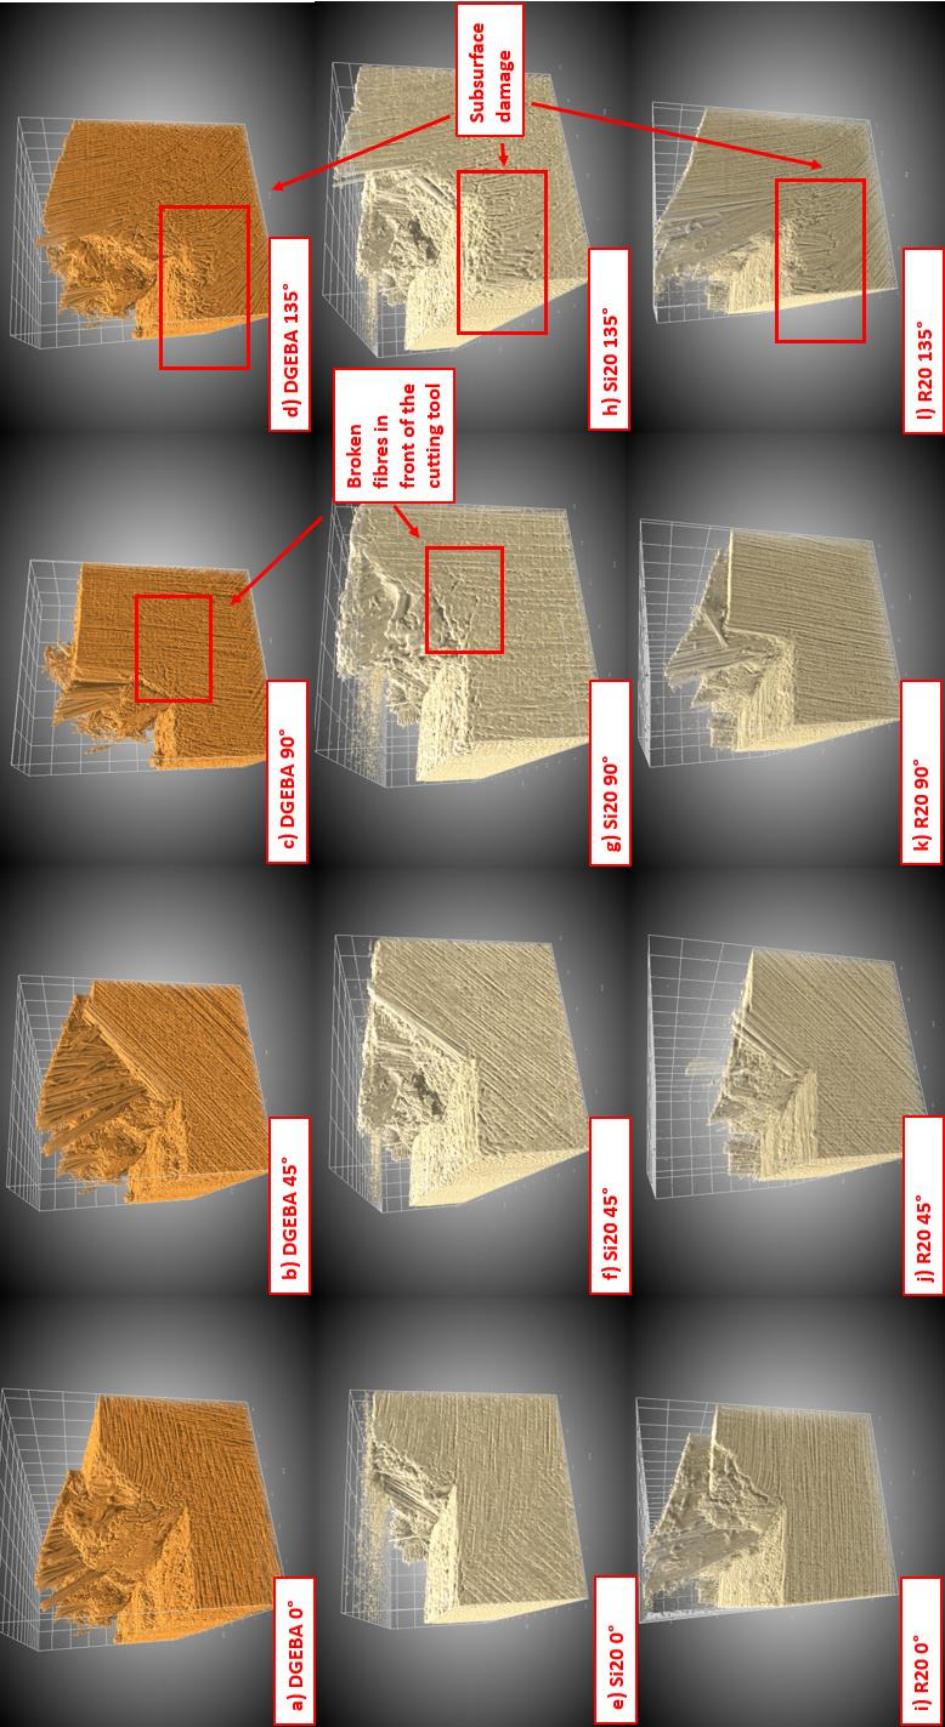 a) DGEBA 0°
b) DGEBA 45°
c) DGEBA 90°
d) DGEBA 135°
Broken
fibres in
front of the
cutting tool
Subsurface
damage
e) Si20 0°
f) Si20 45°
g) Si20 90°
h) Si20 135°
i) R20 0°
j) R20 45°
k) R20 90°
l) R20 135°